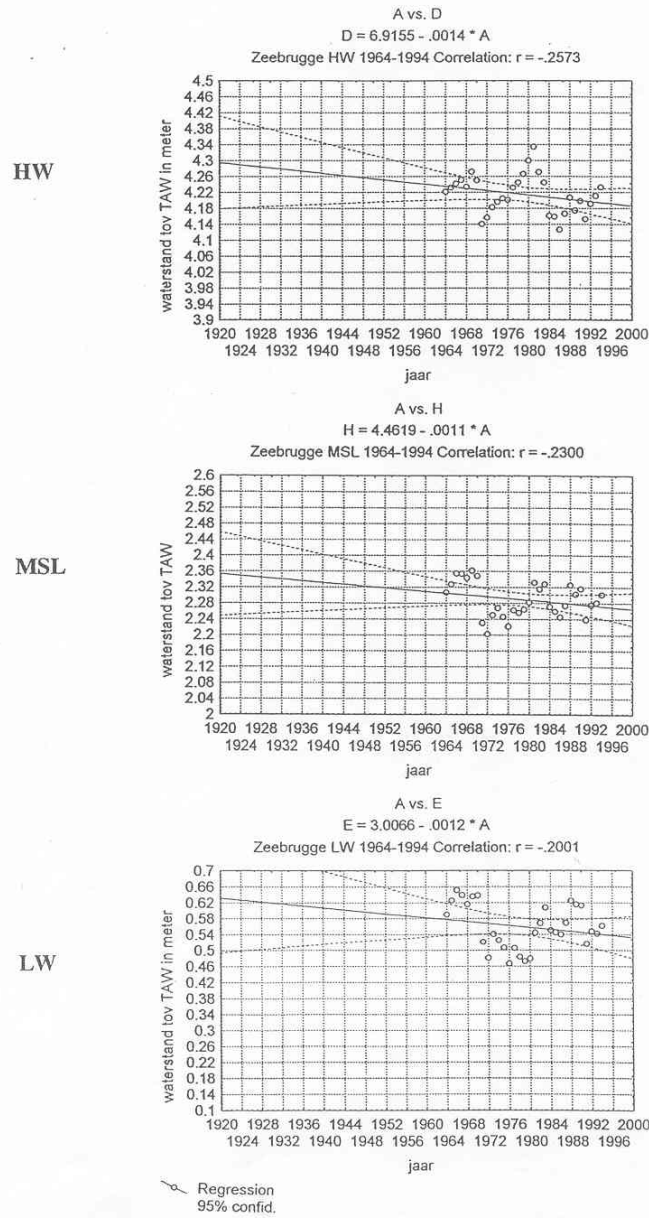 A vs. D
D = 6.9155 - .0014 * A
Zeebrugge HW 1964-1994 Correlation: r = -.2573
HW
waterstand tov TAW in meter
4.5
4.46
4.42
4.38
4.34
4.3
4.26
4.22
4.18
4.14
4.1
4.06
4.02
3.98
3.94
3.9
1920 1928 1936 1944 1952 1960 1968 1976 1984 1992 2000
1924 1932 1940 1948 1956 1964 1972 1980 1988 1996
jaar
A vs. H
H = 4.4619 - .0011 * A
Zeebrugge MSL 1964-1994 Correlation: r = -.2300
MSL
waterstand tov TAW
2.6
2.56
2.52
2.48
2.44
2.4
2.36
2.32
2.28
2.24
2.2
2.16
2.12
2.08
2.04
2
1920 1928 1936 1944 1952 1960 1968 1976 1984 1992 2000
1924 1932 1940 1948 1956 1964 1972 1980 1988 1996
jaar
A vs. E
E = 3.0066 - .0012 * A
Zeebrugge LW 1964-1994 Correlation: r = -.2001
LW
waterstand tov TAW in meter
0.7
0.66
0.62
0.58
0.54
0.5
0.46
0.42
0.38
0.34
0.3
0.26
0.22
0.18
0.14
0.1
1920 1928 1936 1944 1952 1960 1968 1976 1984 1992 2000
1924 1932 1940 1948 1956 1964 1972 1980 1988 1996
jaar
Regression
95% confid.